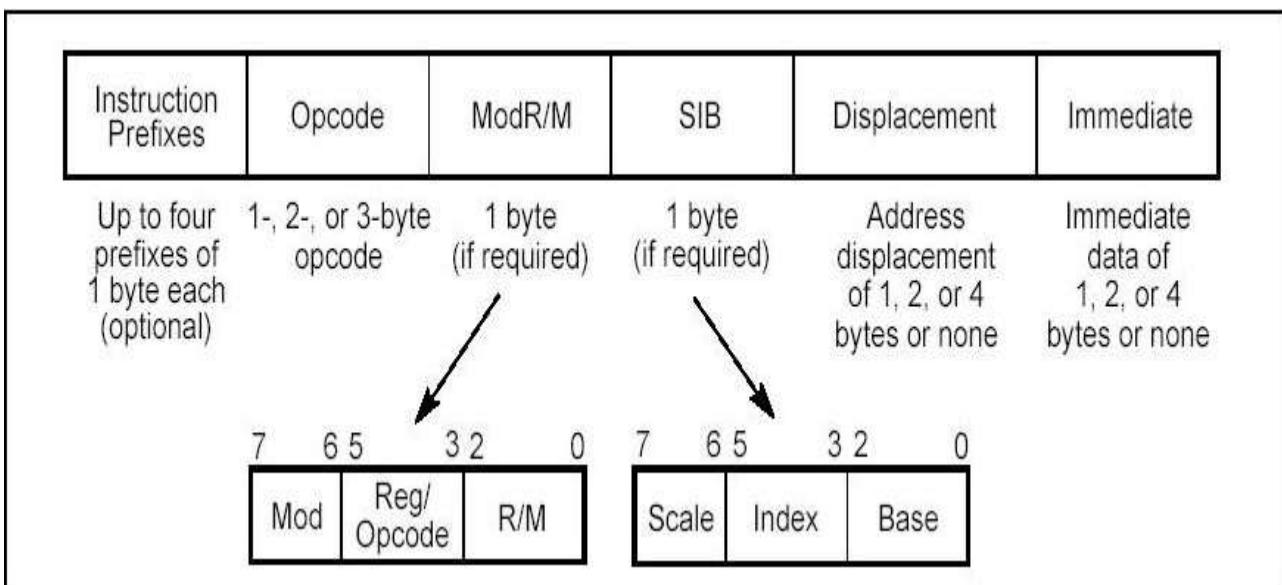 Instruction Prefixes
Opcode
ModR/M
SIB
Displacement
Immediate
Up to four
prefixes of
1 byte each
(optional)
1-, 2-, or 3-byte
opcode
1 byte
(if required)
1 byte
(if required)
Address
displacement
of 1, 2, or 4
bytes or none
Immediate
data of
1, 2, or 4
bytes or none
7 6 5 3 2 0
Mod
Reg/
Opcode
R/M
7 6 5 3 2 0
Scale
Index
Base